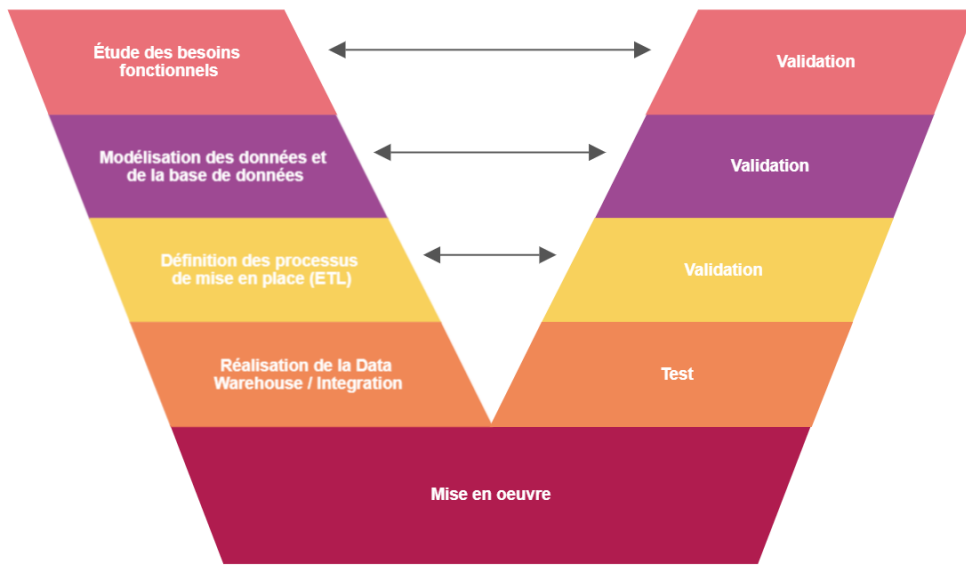 Étude des besoins
fonctionnels
Validation
Modélisation des données et
de la base de données
Validation
Définition des processus
de mise en place (ETL)
Validation
Réalisation de la Data
Warehouse / Integration
Test
Mise en oeuvre